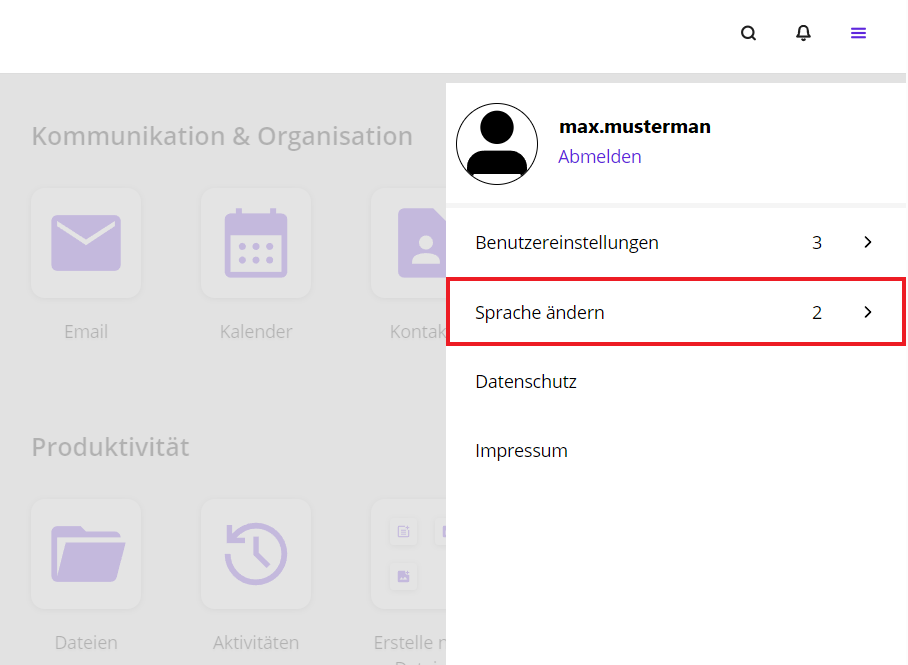 Kommunikation & Organisation
max.musterman
Abmelden
Benutzereinstellungen 3
Sprache ändern 2
Datenschutz
Impressum
Email
Kalender
Kontak
Produktivität
Dateien
Aktivitäten
Erstelle n
Datei